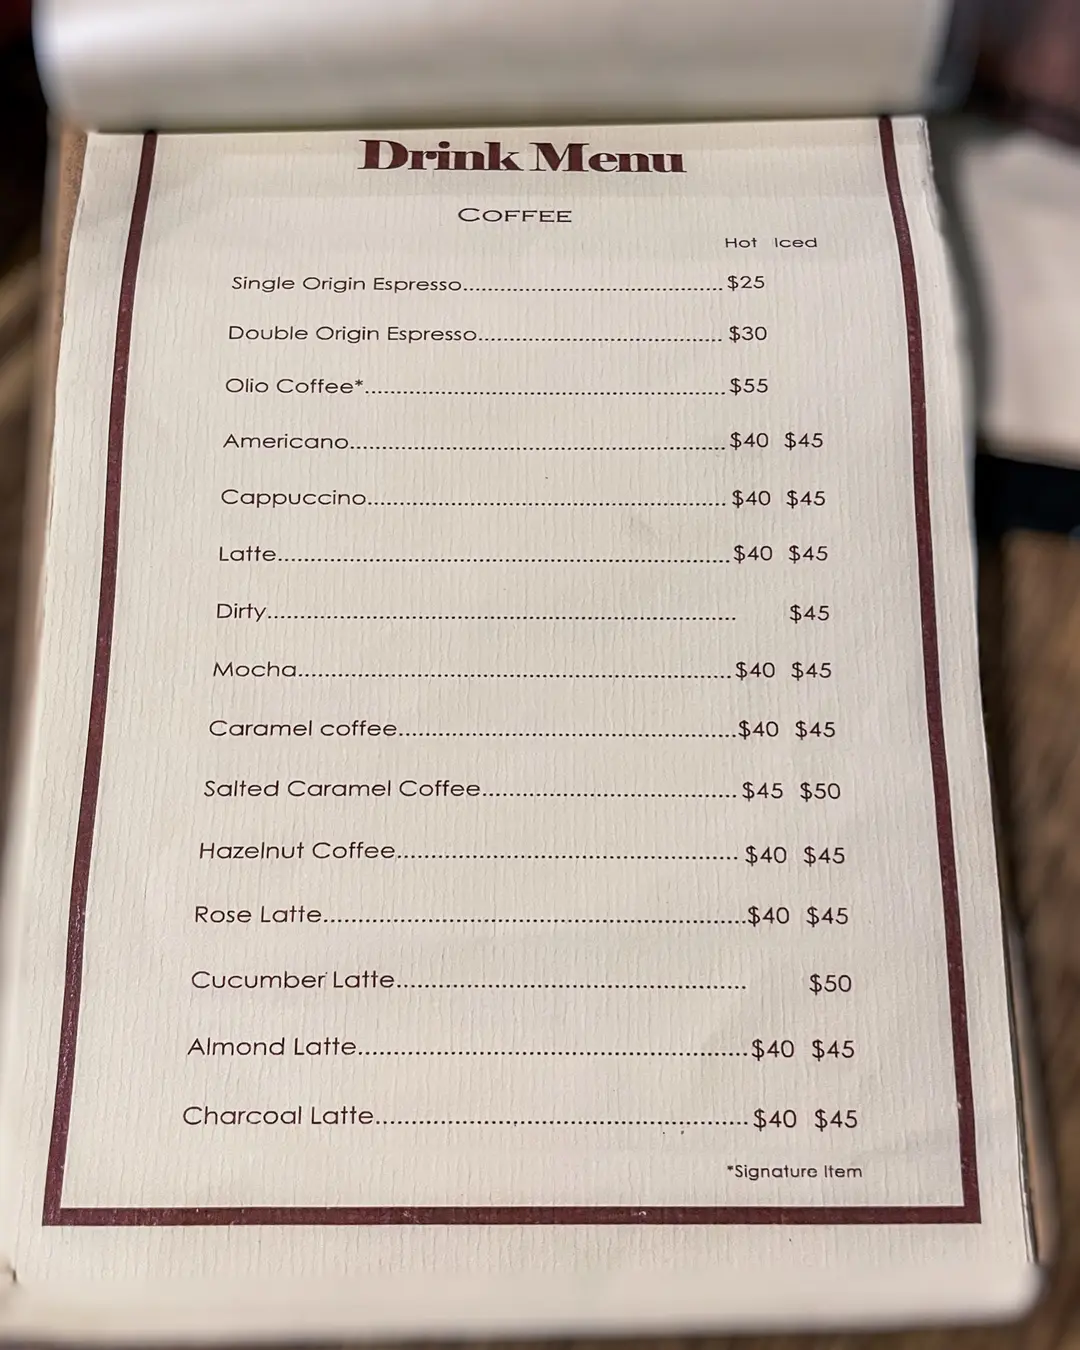 Drink Menu
COFFEE
Hot Iced
Single Origin Espresso........................................ $25
Double Origin Espresso...................................... $30
Olio Coffee*........................................................ $55
Americano.......................................................... $40 $45
Cappuccino........................................................ $40 $45
Latte..................................................................... $40 $45
Dirty....................................................................... $45
Mocha................................................................. $40 $45
Caramel coffee.................................................. $40 $45
Salted Caramel Coffee...................................... $45 $50
Hazelnut Coffee.................................................. $40 $45
Rose Latte............................................................ $40 $45
Cucumber Latte.................................................. $50
Almond Latte....................................................... $40 $45
Charcoal Latte.................................................... $40 $45
*Signature Item